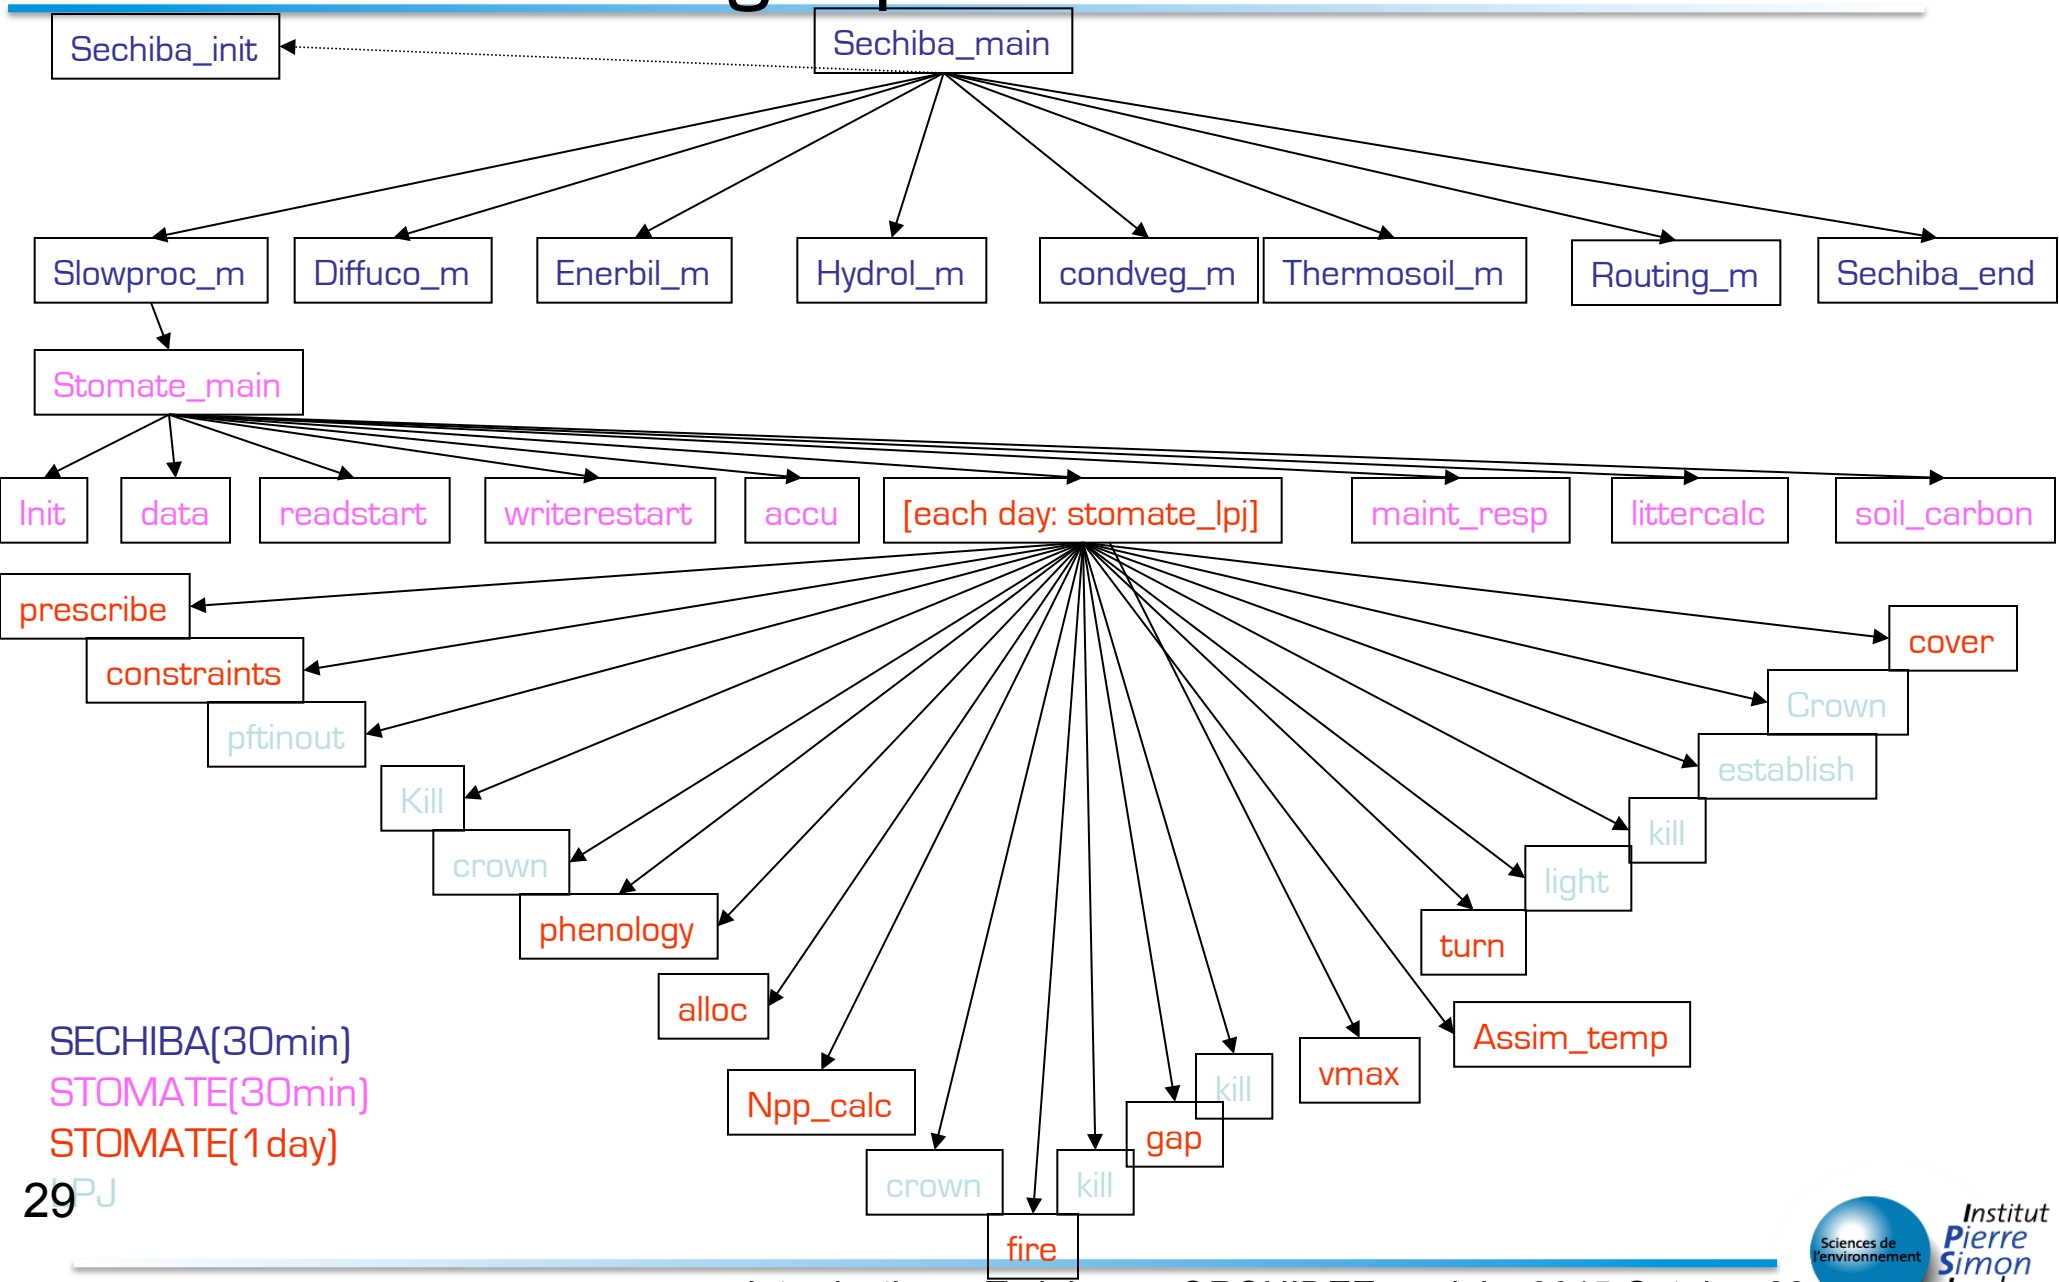 Sechiba_init
Sechiba_main
Slowproc_m
Diffuco_m
Enerbil_m
Hydrol_m
condveg_m
Thermosoil_m
Routing_m
Sechiba_end
Stomate_main
Init
data
readstart
writerestart
accu
[each day: stomate_lpj]
maint_resp
littercalc
soil_carbon
prescribe
constraints
pftinout
Kill
crown
phenology
alloc
Npp_calc
crown
fire
kill
gap
kill
vmax
Assim_temp
turn
light
kill
establish
Crown
cover
SECHIBA(30min)
STOMATE(30min)
STOMATE(1day)
LPJ
29
Sciences de
l'environnement
Institut
Pierre
Simon